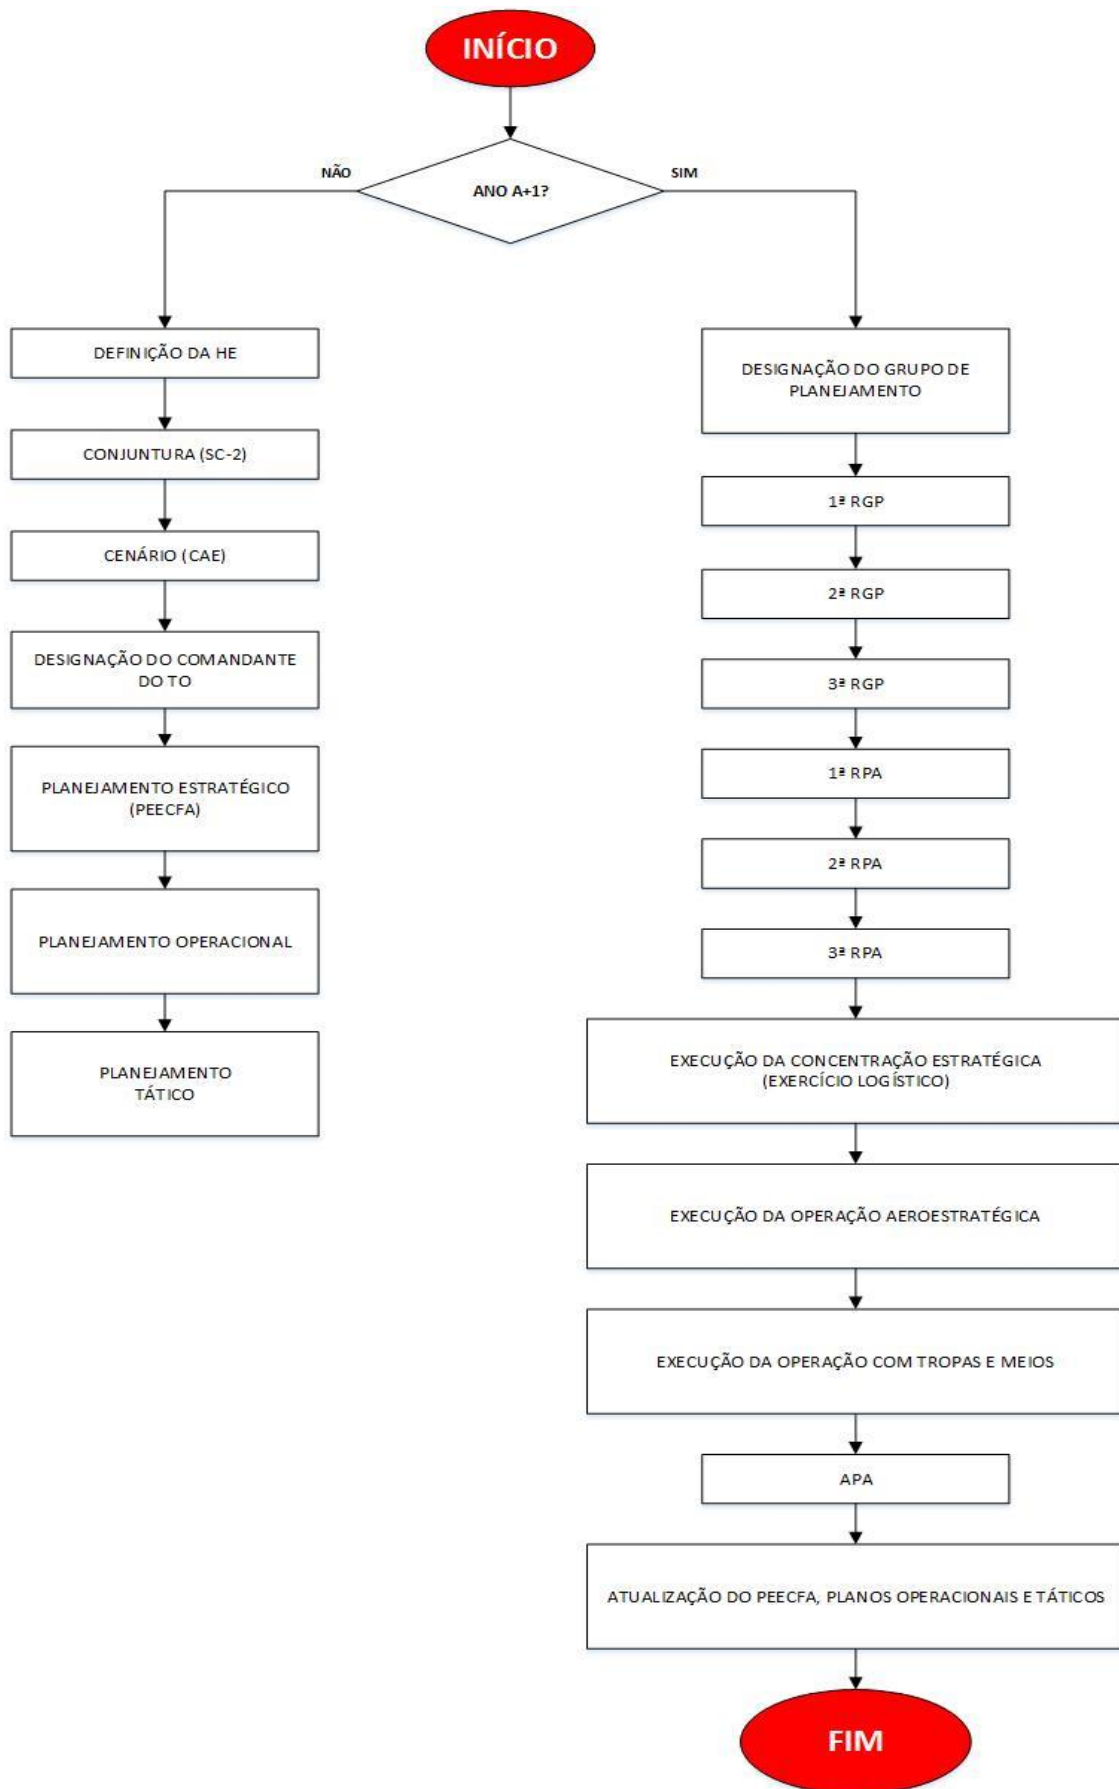 INÍCIO
NÃO
SIM
ANO A+1?
DEFINIÇÃO DA HE
CONJUNTURA (SC-2)
CENÁRIO (CAE)
DESIGNAÇÃO DO COMANDANTE
DO TO
PLANEJAMENTO ESTRATÉGICO
(PEECFA)
PLANEJAMENTO OPERACIONAL
PLANEJAMENTO
TÁTICO
DESIGNAÇÃO DO GRUPO DE
PLANEJAMENTO
1ª RGP
2ª RGP
3ª RGP
1ª RPA
2ª RPA
3ª RPA
EXECUÇÃO DA CONCENTRAÇÃO ESTRATÉGICA
(EXERCÍCIO LOGÍSTICO)
EXECUÇÃO DA OPERAÇÃO AEROESTRATÉGICA
EXECUÇÃO DA OPERAÇÃO COM TROPAS E MEIOS
APA
ATUALIZAÇÃO DO PEECFA, PLANOS OPERACIONAIS E TÁTICOS
FIM